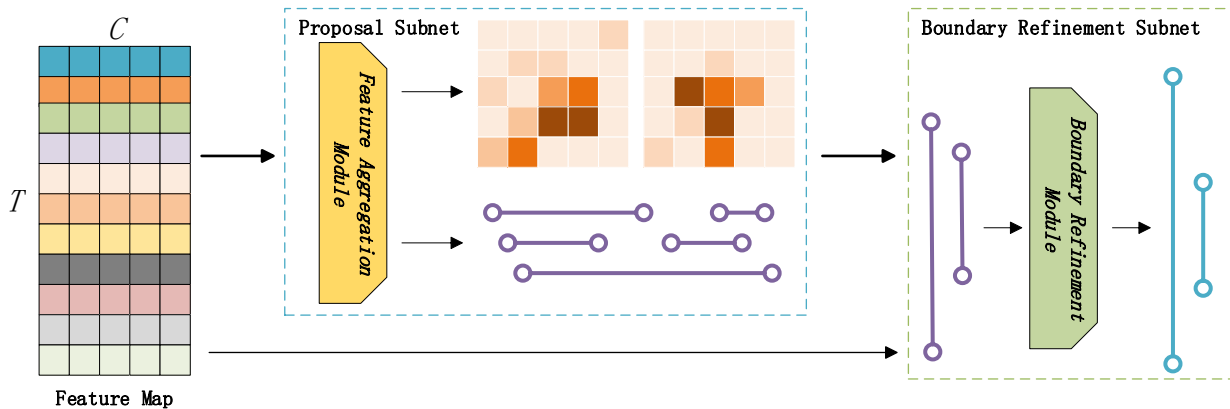 C
T
Feature Map
Proposal Subnet
Feature Aggregation
Module
Boundary Refinement Subnet
Boundary Refinement
Module